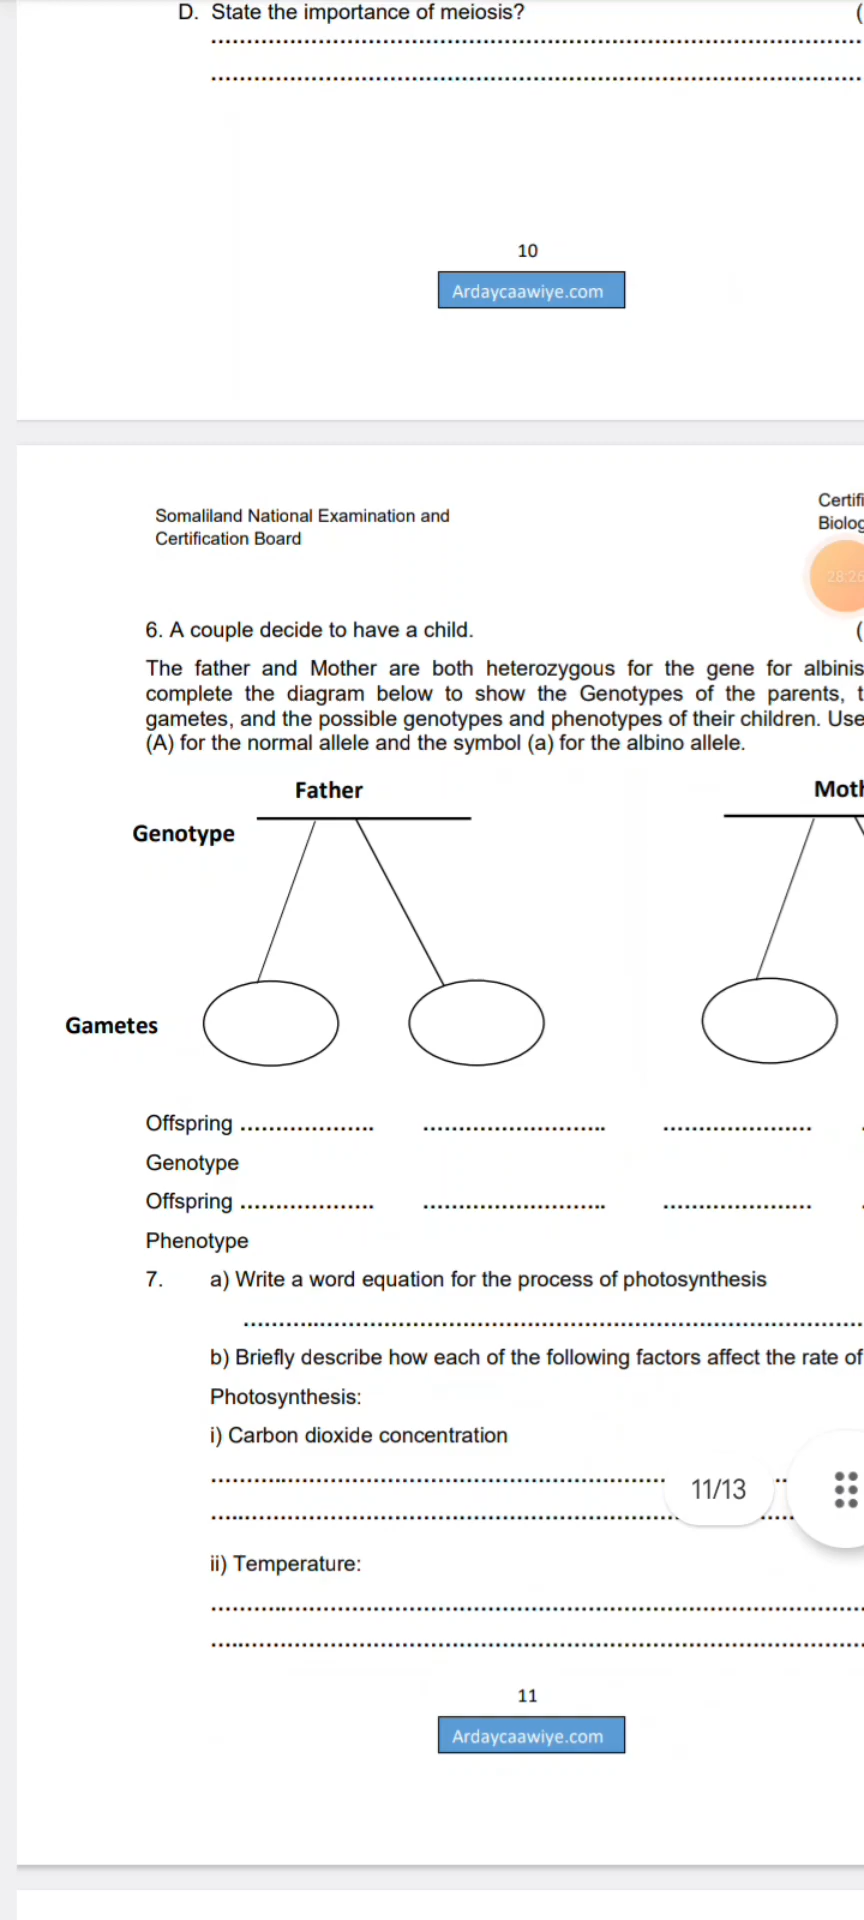 D. State the importance of meiosis? (
................................................................................
................................................................................
10
Ardaycaawiye.com
Somaliland National Examination and
Certification Board
Certifi
Biolog
28:26
6. A couple decide to have a child. (
The father and Mother are both heterozygous for the gene for albinis
complete the diagram below to show the Genotypes of the parents, t
gametes, and the possible genotypes and phenotypes of their children. Use
(A) for the normal allele and the symbol (a) for the albino allele.
Father Moth
Genotype
Gametes
Offspring ................... .......................... .....................
Genotype
Offspring ................... .......................... .....................
Phenotype
7. a) Write a word equation for the process of photosynthesis
................................................................................
b) Briefly describe how each of the following factors affect the rate of
Photosynthesis:
i) Carbon dioxide concentration
................................................................................
11/13
................................................................................
ii) Temperature:
................................................................................
................................................................................
11
Ardaycaawiye.com